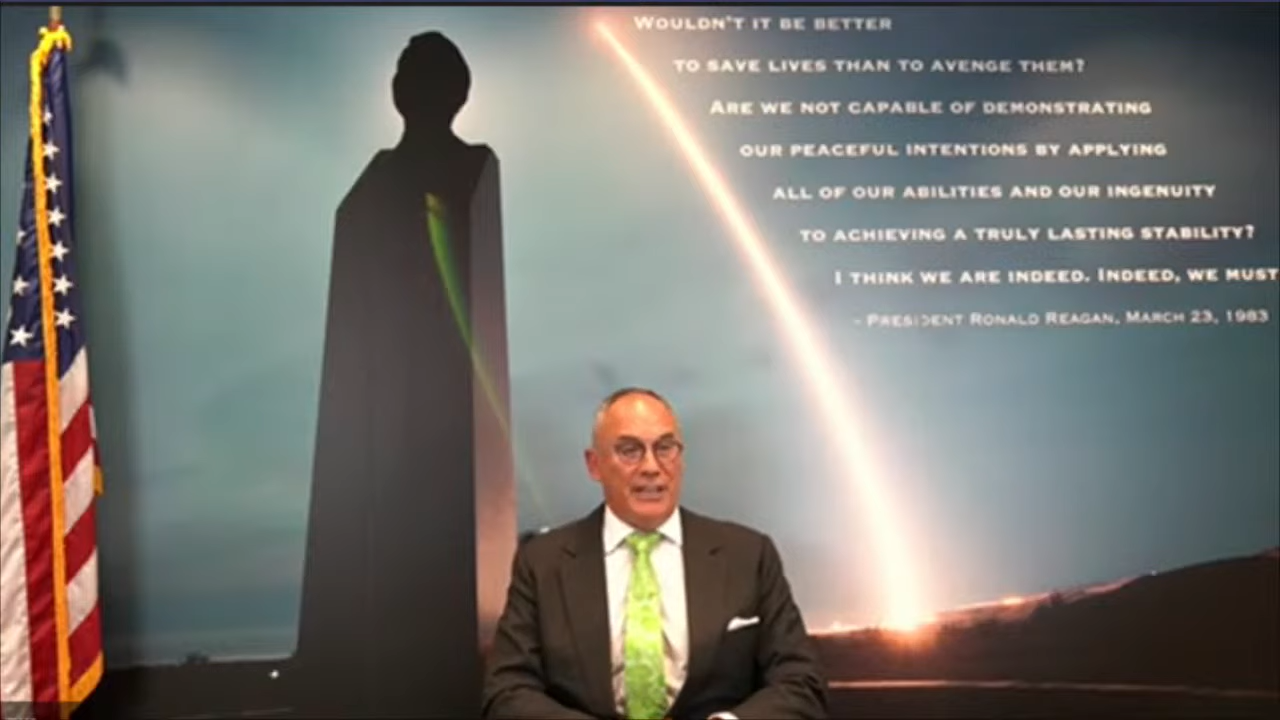 Wouldn't it be better
to save lives than to avenge them?
Are we not capable of demonstrating
our peaceful intentions by applying
all of our abilities and our ingenuity
to achieving a truly lasting stability?
I think we are indeed. Indeed, we must
- President Ronald Reagan, March 23, 1983